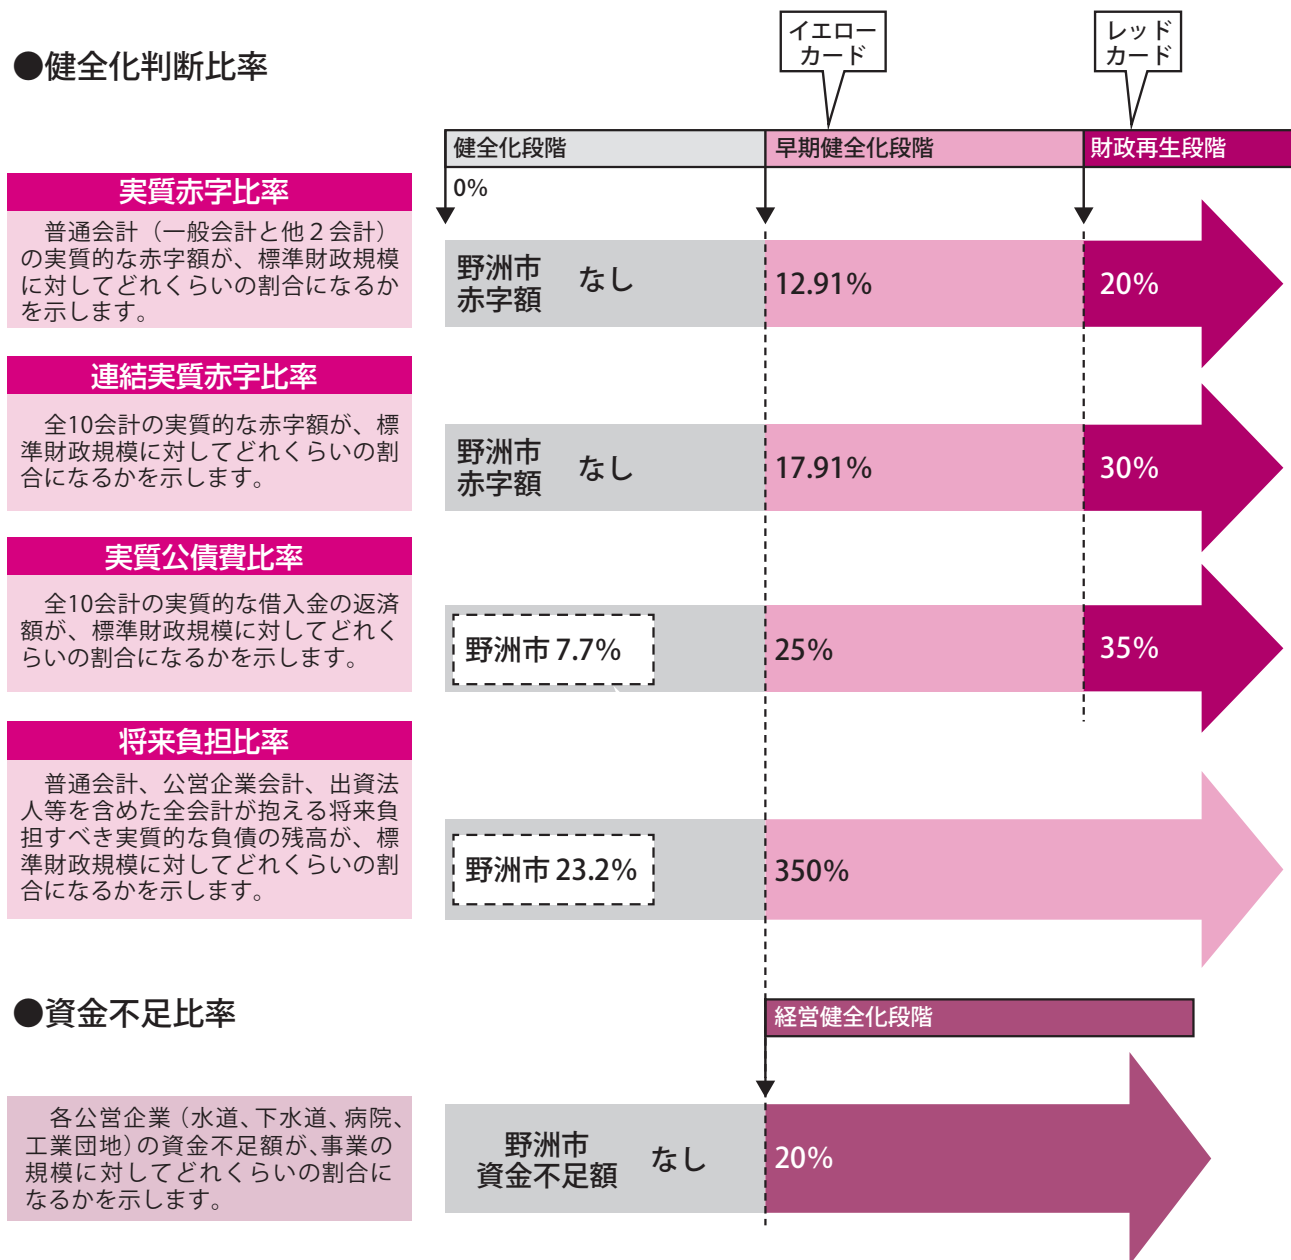 ●健全化判断比率
イエロー
カード
レッド
カード
健全化段階
早期健全化段階
財政再生段階
0%
実質赤字比率
普通会計（一般会計と他２会計）
の実質的な赤字額が、標準財政規模
に対してどれくらいの割合になるか
を示します。
野洲市
赤字額
なし
12.91%
20%
連結実質赤字比率
全10会計の実質的な赤字額が、標
準財政規模に対してどれくらいの割
合になるかを示します。
野洲市
赤字額
なし
17.91%
30%
実質公債費比率
全10会計の実質的な借入金の返済
額が、標準財政規模に対してどれく
らいの割合になるかを示します。
野洲市 7.7%
25%
35%
将来負担比率
普通会計、公営企業会計、出資法
人等を含めた全会計が抱える将来負
担すべき実質的な負債の残高が、標
準財政規模に対してどれくらいの割
合になるかを示します。
野洲市 23.2%
350%
●資金不足比率
経営健全化段階
各公営企業（水道、下水道、病院、
工業団地）の資金不足額が、事業の
規模に対してどれくらいの割合に
なるかを示します。
野洲市
資金不足額
なし
20%